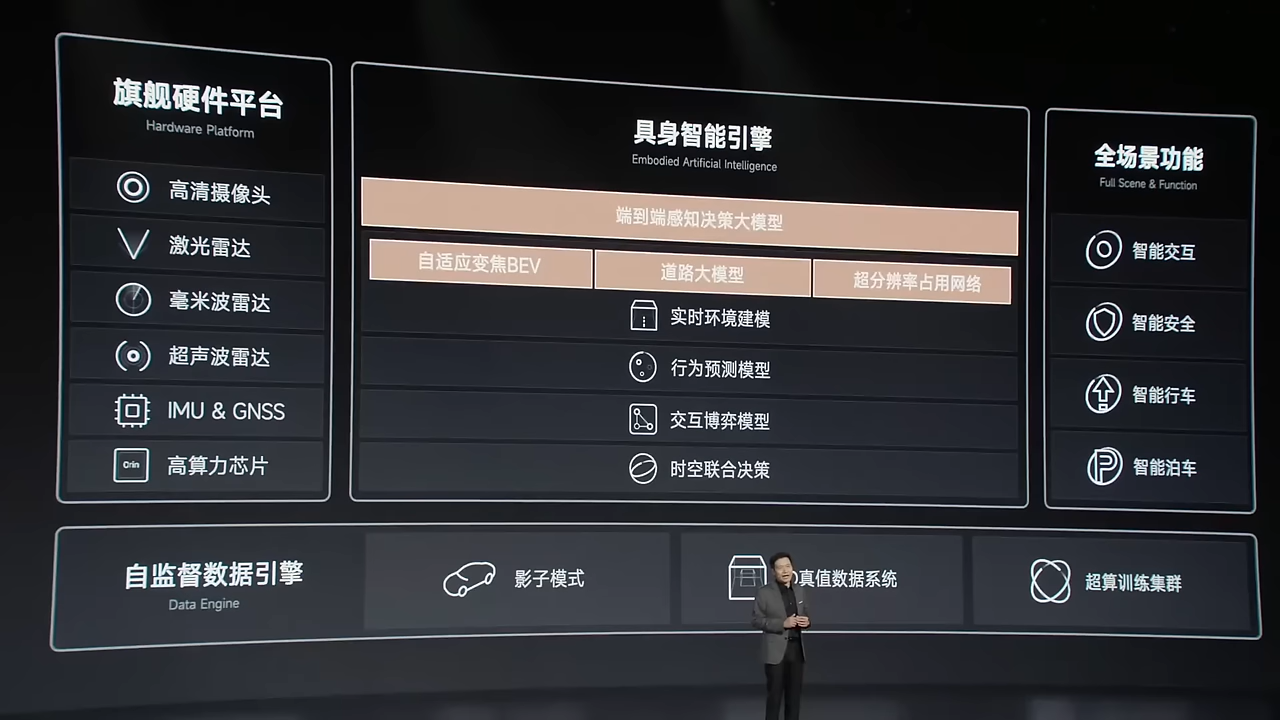 旗舰硬件平台
Hardware Platform
高清摄像头
激光雷达
毫米波雷达
超声波雷达
IMU & GNSS
Orin
高算力芯片
具身智能引擎
Embodied Artificial Intelligence
端到端感知决策大模型
自适应变焦BEV
道路大模型
超分辨率占用网络
实时环境建模
行为预测模型
交互博弈模型
时空联合决策
全场景功能
Full Scene & Function
智能交互
智能安全
智能行车
智能泊车
自监督数据引擎
Data Engine
影子模式
真值数据系统
超算训练集群